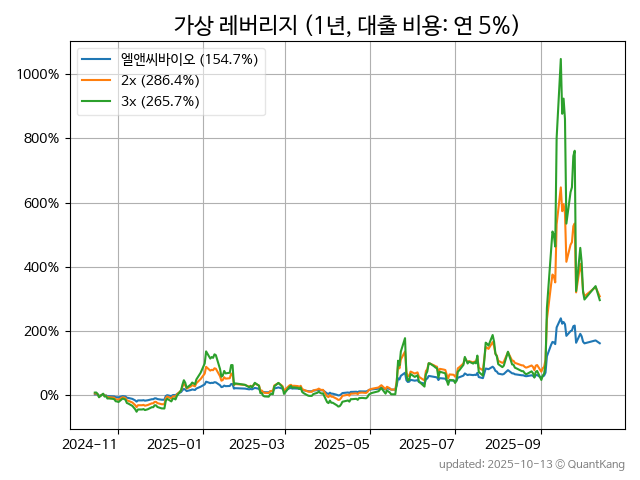 가상 레버리지 (1년, 대출 비용: 연 5%)
엘앤씨바이오 (154.7%)
2x (286.4%)
3x (265.7%)
1000%
800%
600%
400%
200%
0%
2024-11 2025-01 2025-03 2025-05 2025-07 2025-09
updated: 2025-10-13 © QuantKang